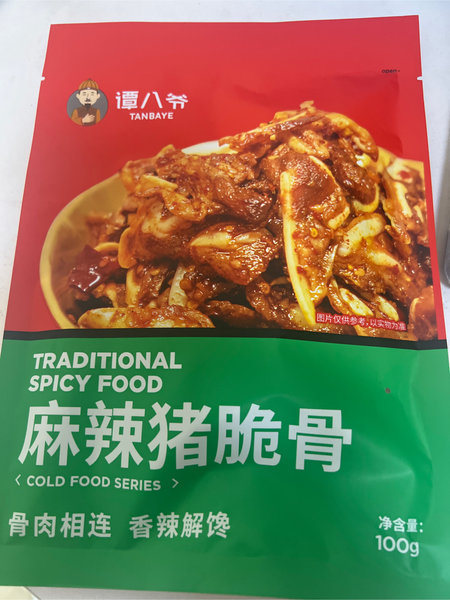 open
谭八爷
TANBAYE
图片仅供参考,以实物为准
TRADITIONAL
SPICY FOOD
麻辣猪脆骨
< COLD FOOD SERIES >
骨肉相连 香辣解馋
净含量:
100g